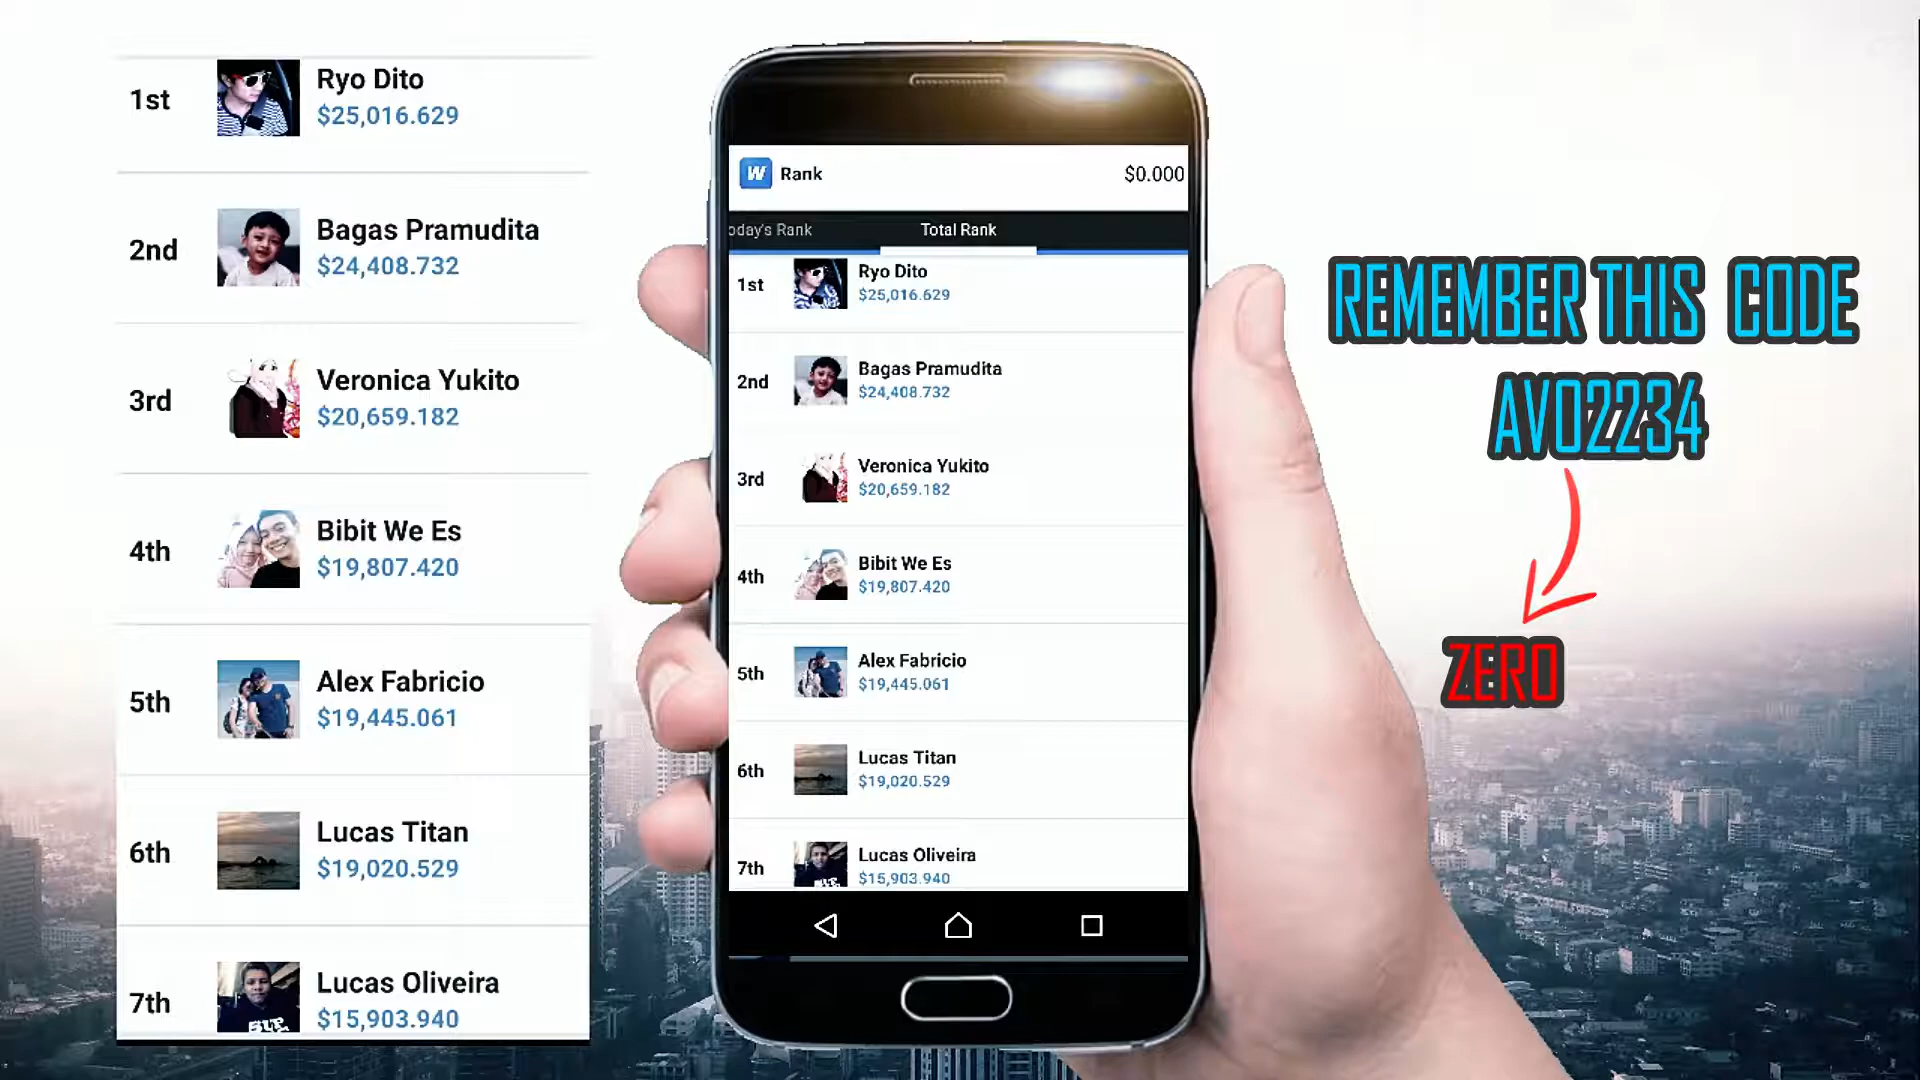 1st
Ryo Dito
$25,016.629
2nd
Bagas Pramudita
$24,408.732
3rd
Veronica Yukito
$20,659.182
4th
Bibit We Es
$19,807.420
5th
Alex Fabricio
$19,445.061
6th
Lucas Titan
$19,020.529
7th
Lucas Oliveira
$15,903.940
W Rank $0.000
oday's Rank Total Rank
1st
Ryo Dito
$25,016.629
2nd
Bagas Pramudita
$24,408.732
3rd
Veronica Yukito
$20,659.182
4th
Bibit We Es
$19,807.420
5th
Alex Fabricio
$19,445.061
6th
Lucas Titan
$19,020.529
7th
Lucas Oliveira
$15,903.940
REMEMBER THIS CODE
AV02234
ZERO